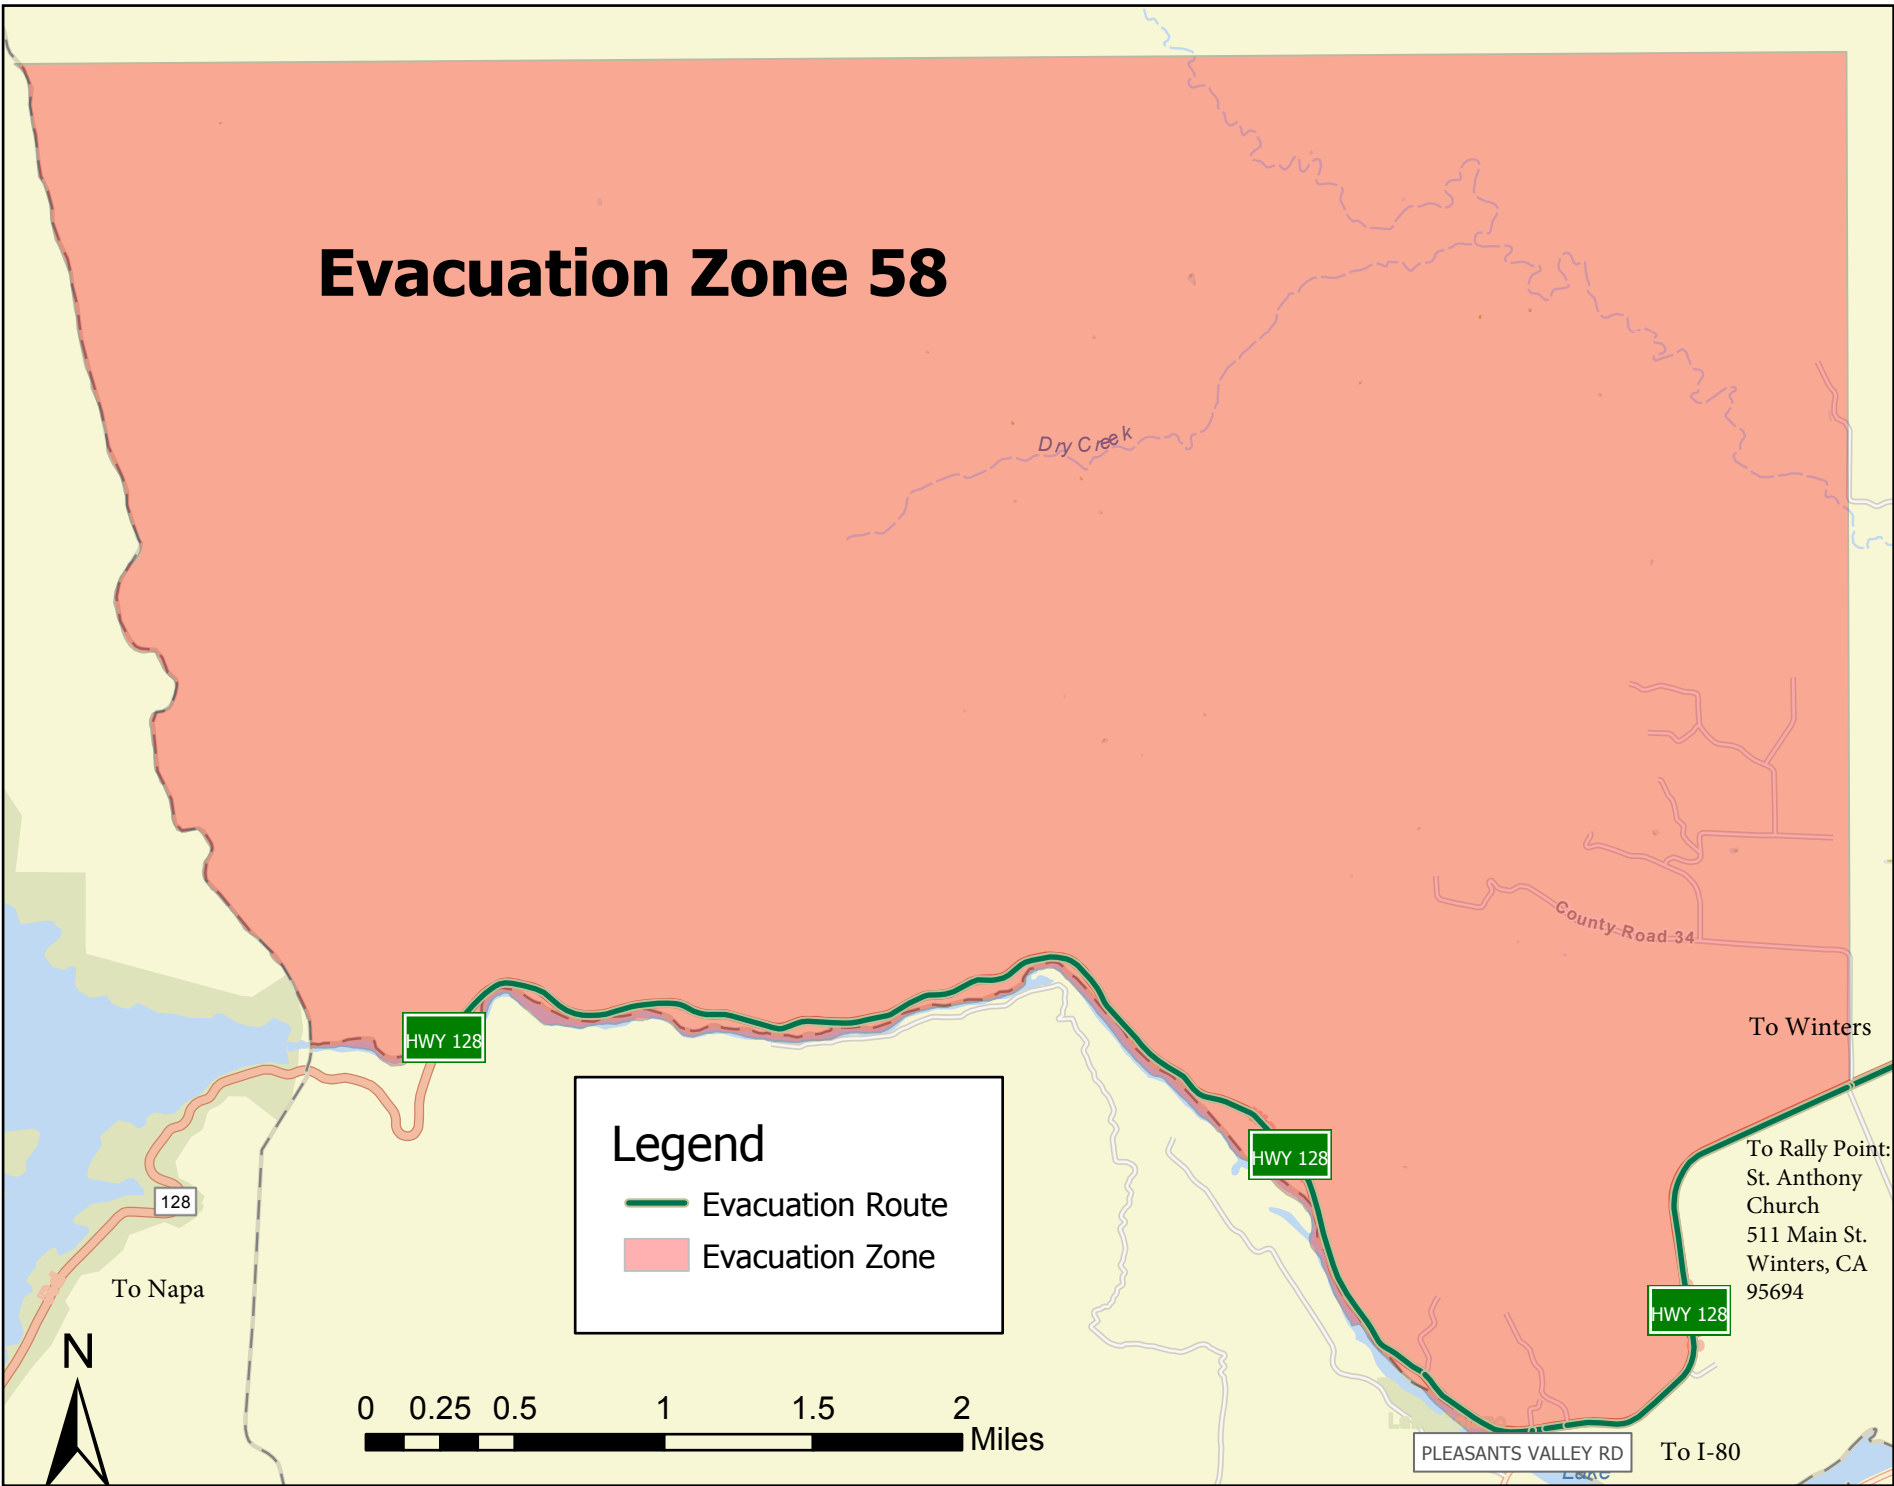 Evacuation Zone 58
Dry Creek
County Road 34
To Winters
HWY 128
HWY 128
To Rally Point:
St. Anthony
Church
511 Main St.
Winters, CA
95694
128
To Napa
HWY 128
Legend
Evacuation Route
Evacuation Zone
N
0 0.25 0.5 1 1.5 2
Miles
PLEASANTS VALLEY RD
To I-80
Lake